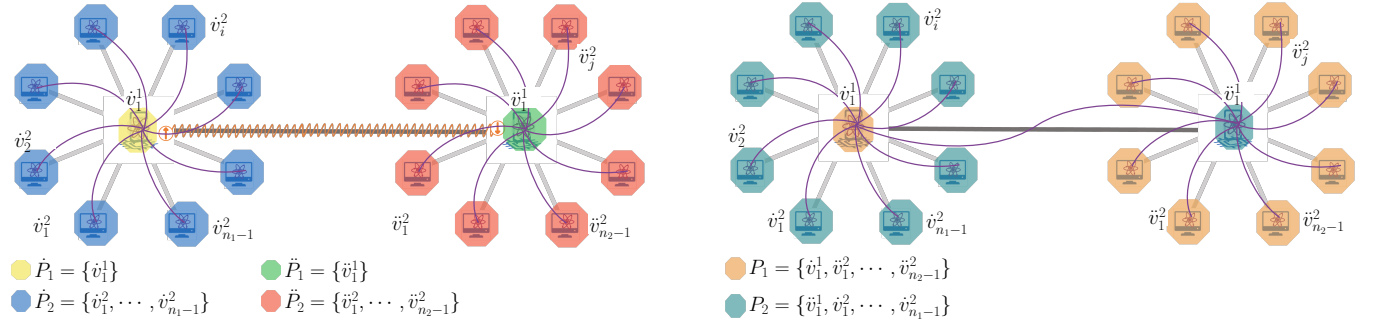 v̇_i^2
v̇_1^1
v̇_2^2
v̇_1^2
v̇_{n_1-1}^2
v̈_j^2
v̈_1^1
v̈_1^2
v̈_{n_2-1}^2
Ṗ_1 = {v̇_1^1}
P̈_1 = {v̈_1^1}
Ṗ_2 = {v̇_1^2, ⋯, v̇_{n_1-1}^2}
P̈_2 = {v̈_1^2, ⋯, v̈_{n_2-1}^2}
v̇_i^2
v̇_1^1
v̇_2^2
v̇_1^2
v̇_{n_1-1}^2
v̈_j^2
v̈_1^1
v̈_1^2
v̈_{n_2-1}^2
P_1 = {v̇_1^1, v̈_1^2, ⋯, v̈_{n_2-1}^2}
P_2 = {v̈_1^1, v̇_1^2, ⋯, v̇_{n_1-1}^2}